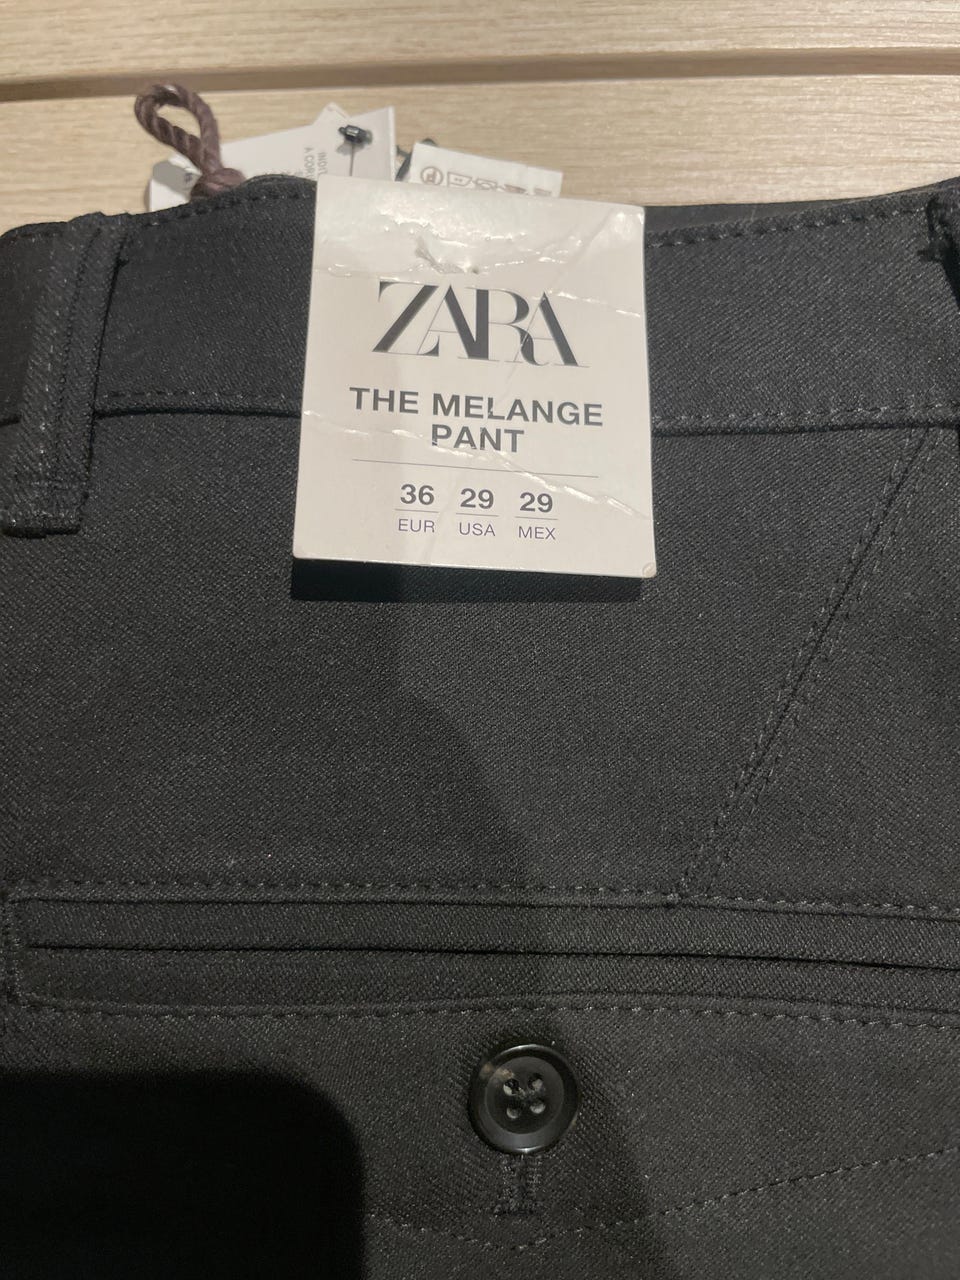 ZARA
THE MELANGE
PANT
36 29 29
EUR USA MEX